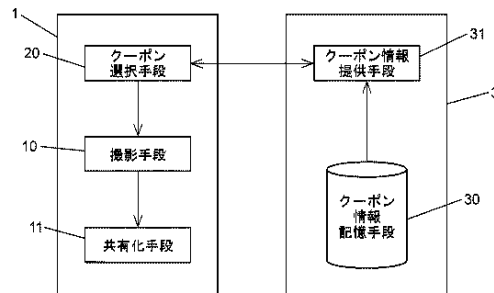 1
20
クーポン
選択手段
10
撮影手段
11
共有化手段
31
クーポン情報
提供手段
3
クーポン
情報
記憶手段
30